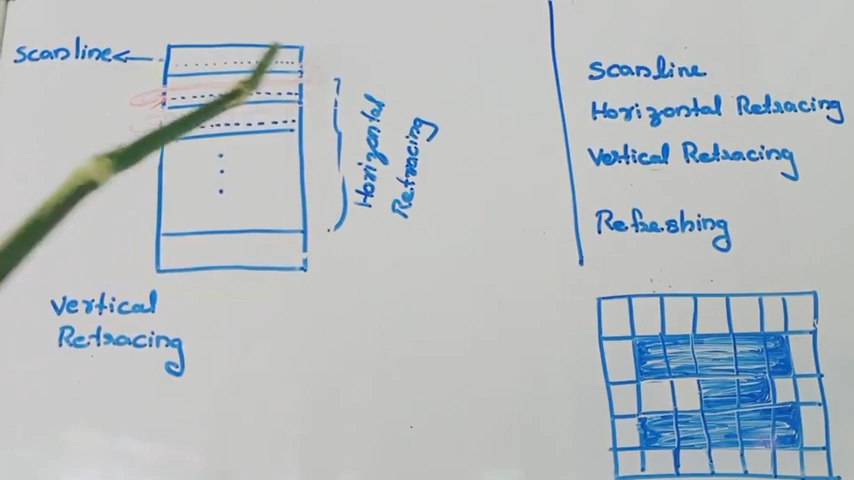 Scanline
Horizontal
Retracing
Vertical
Retracing
Scanline
Horizontal Retracing
Vertical Retracing
Refreshing